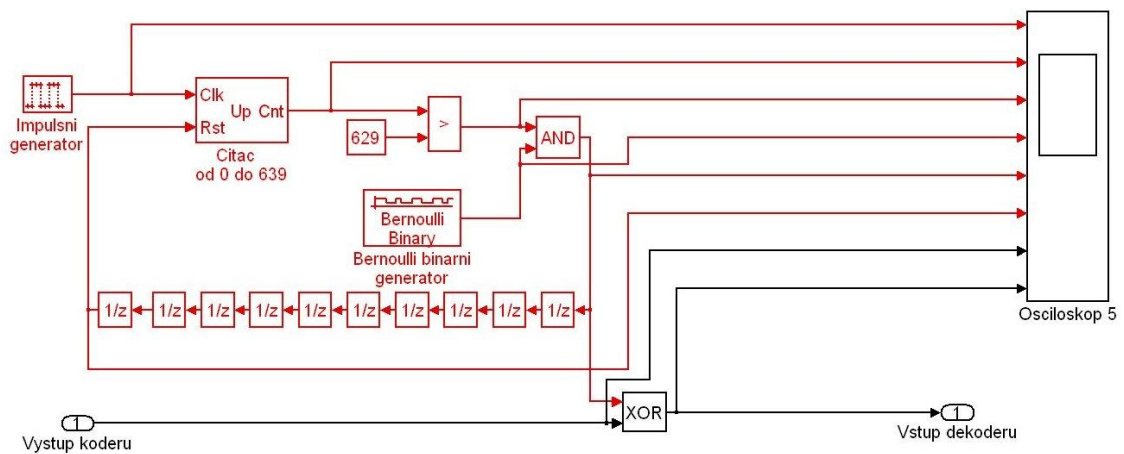 Impulsni
generator
Clk
Up Cnt
Rst
Citac
od 0 do 639
629
>
AND
Bernoulli
Binary
Bernoulli binarni
generator
1/z 1/z 1/z 1/z 1/z 1/z 1/z 1/z 1/z 1/z
Osciloskop 5
XOR
1
Vystup koderu
1
Vstup dekoderu